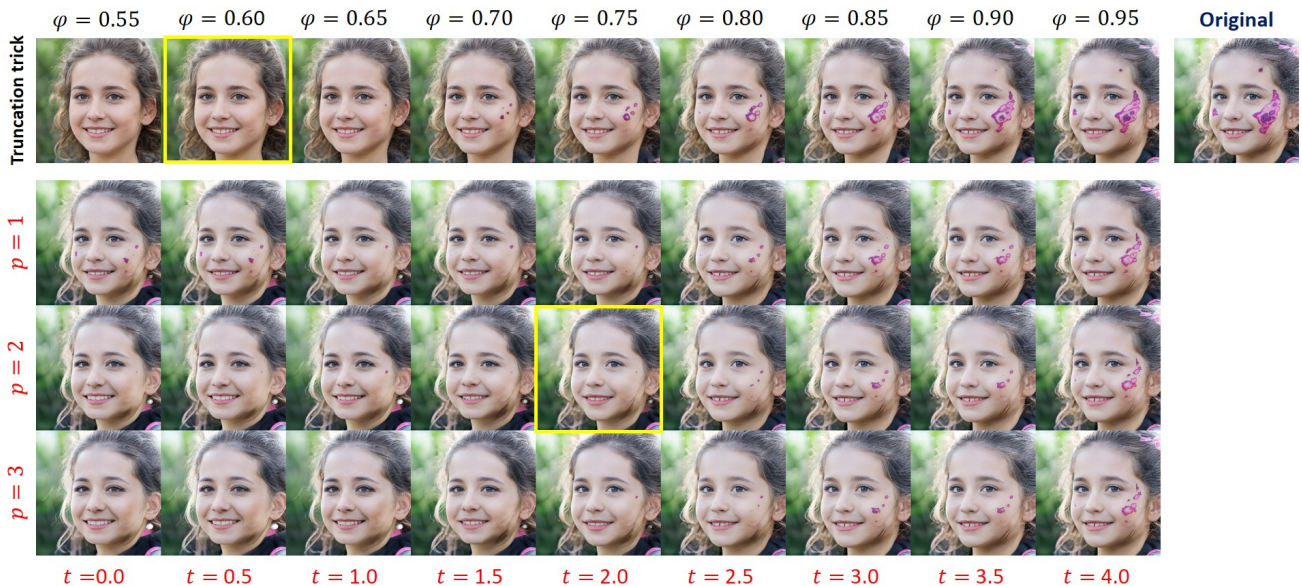 φ = 0.55 φ = 0.60 φ = 0.65 φ = 0.70 φ = 0.75 φ = 0.80 φ = 0.85 φ = 0.90 φ = 0.95 Original
Truncation trick
p = 1
p = 2
p = 3
t =0.0 t = 0.5 t = 1.0 t = 1.5 t = 2.0 t = 2.5 t = 3.0 t = 3.5 t = 4.0